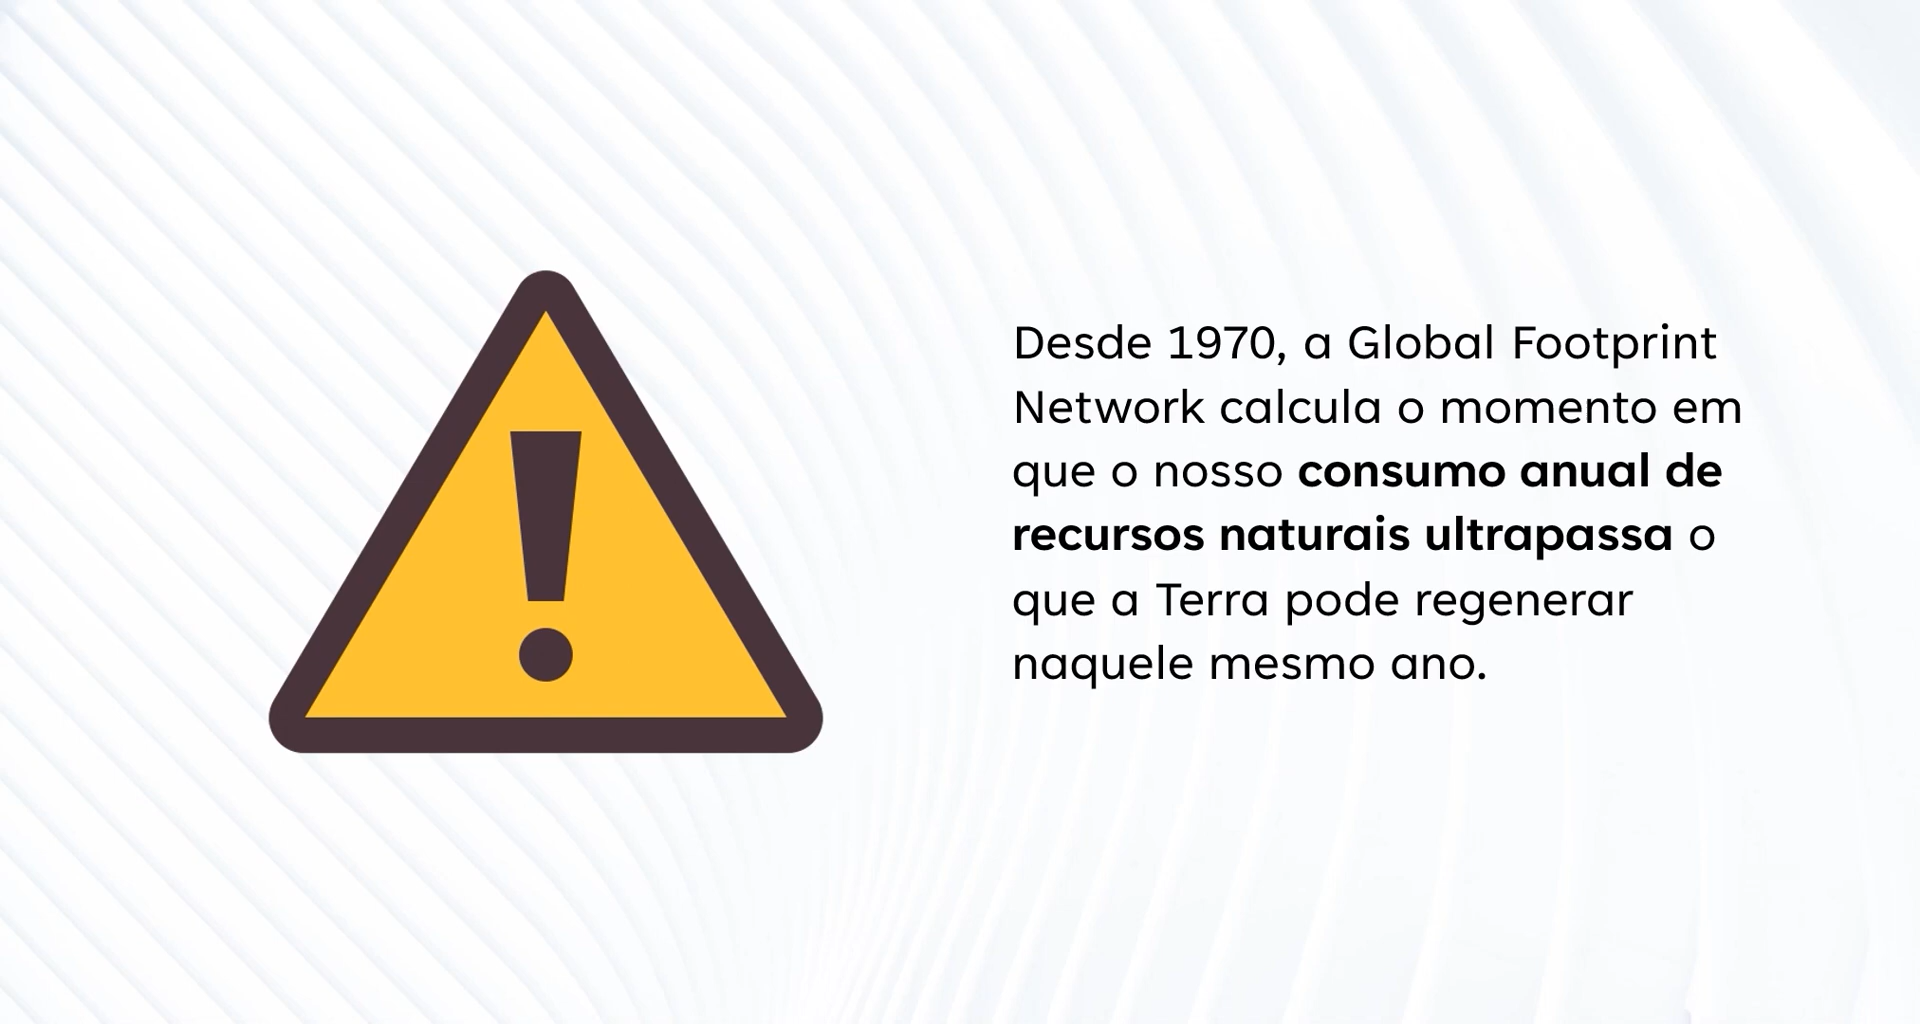 Desde 1970, a Global Footprint
Network calcula o momento em
que o nosso consumo anual de
recursos naturais ultrapassa o
que a Terra pode regenerar
naquele mesmo ano.